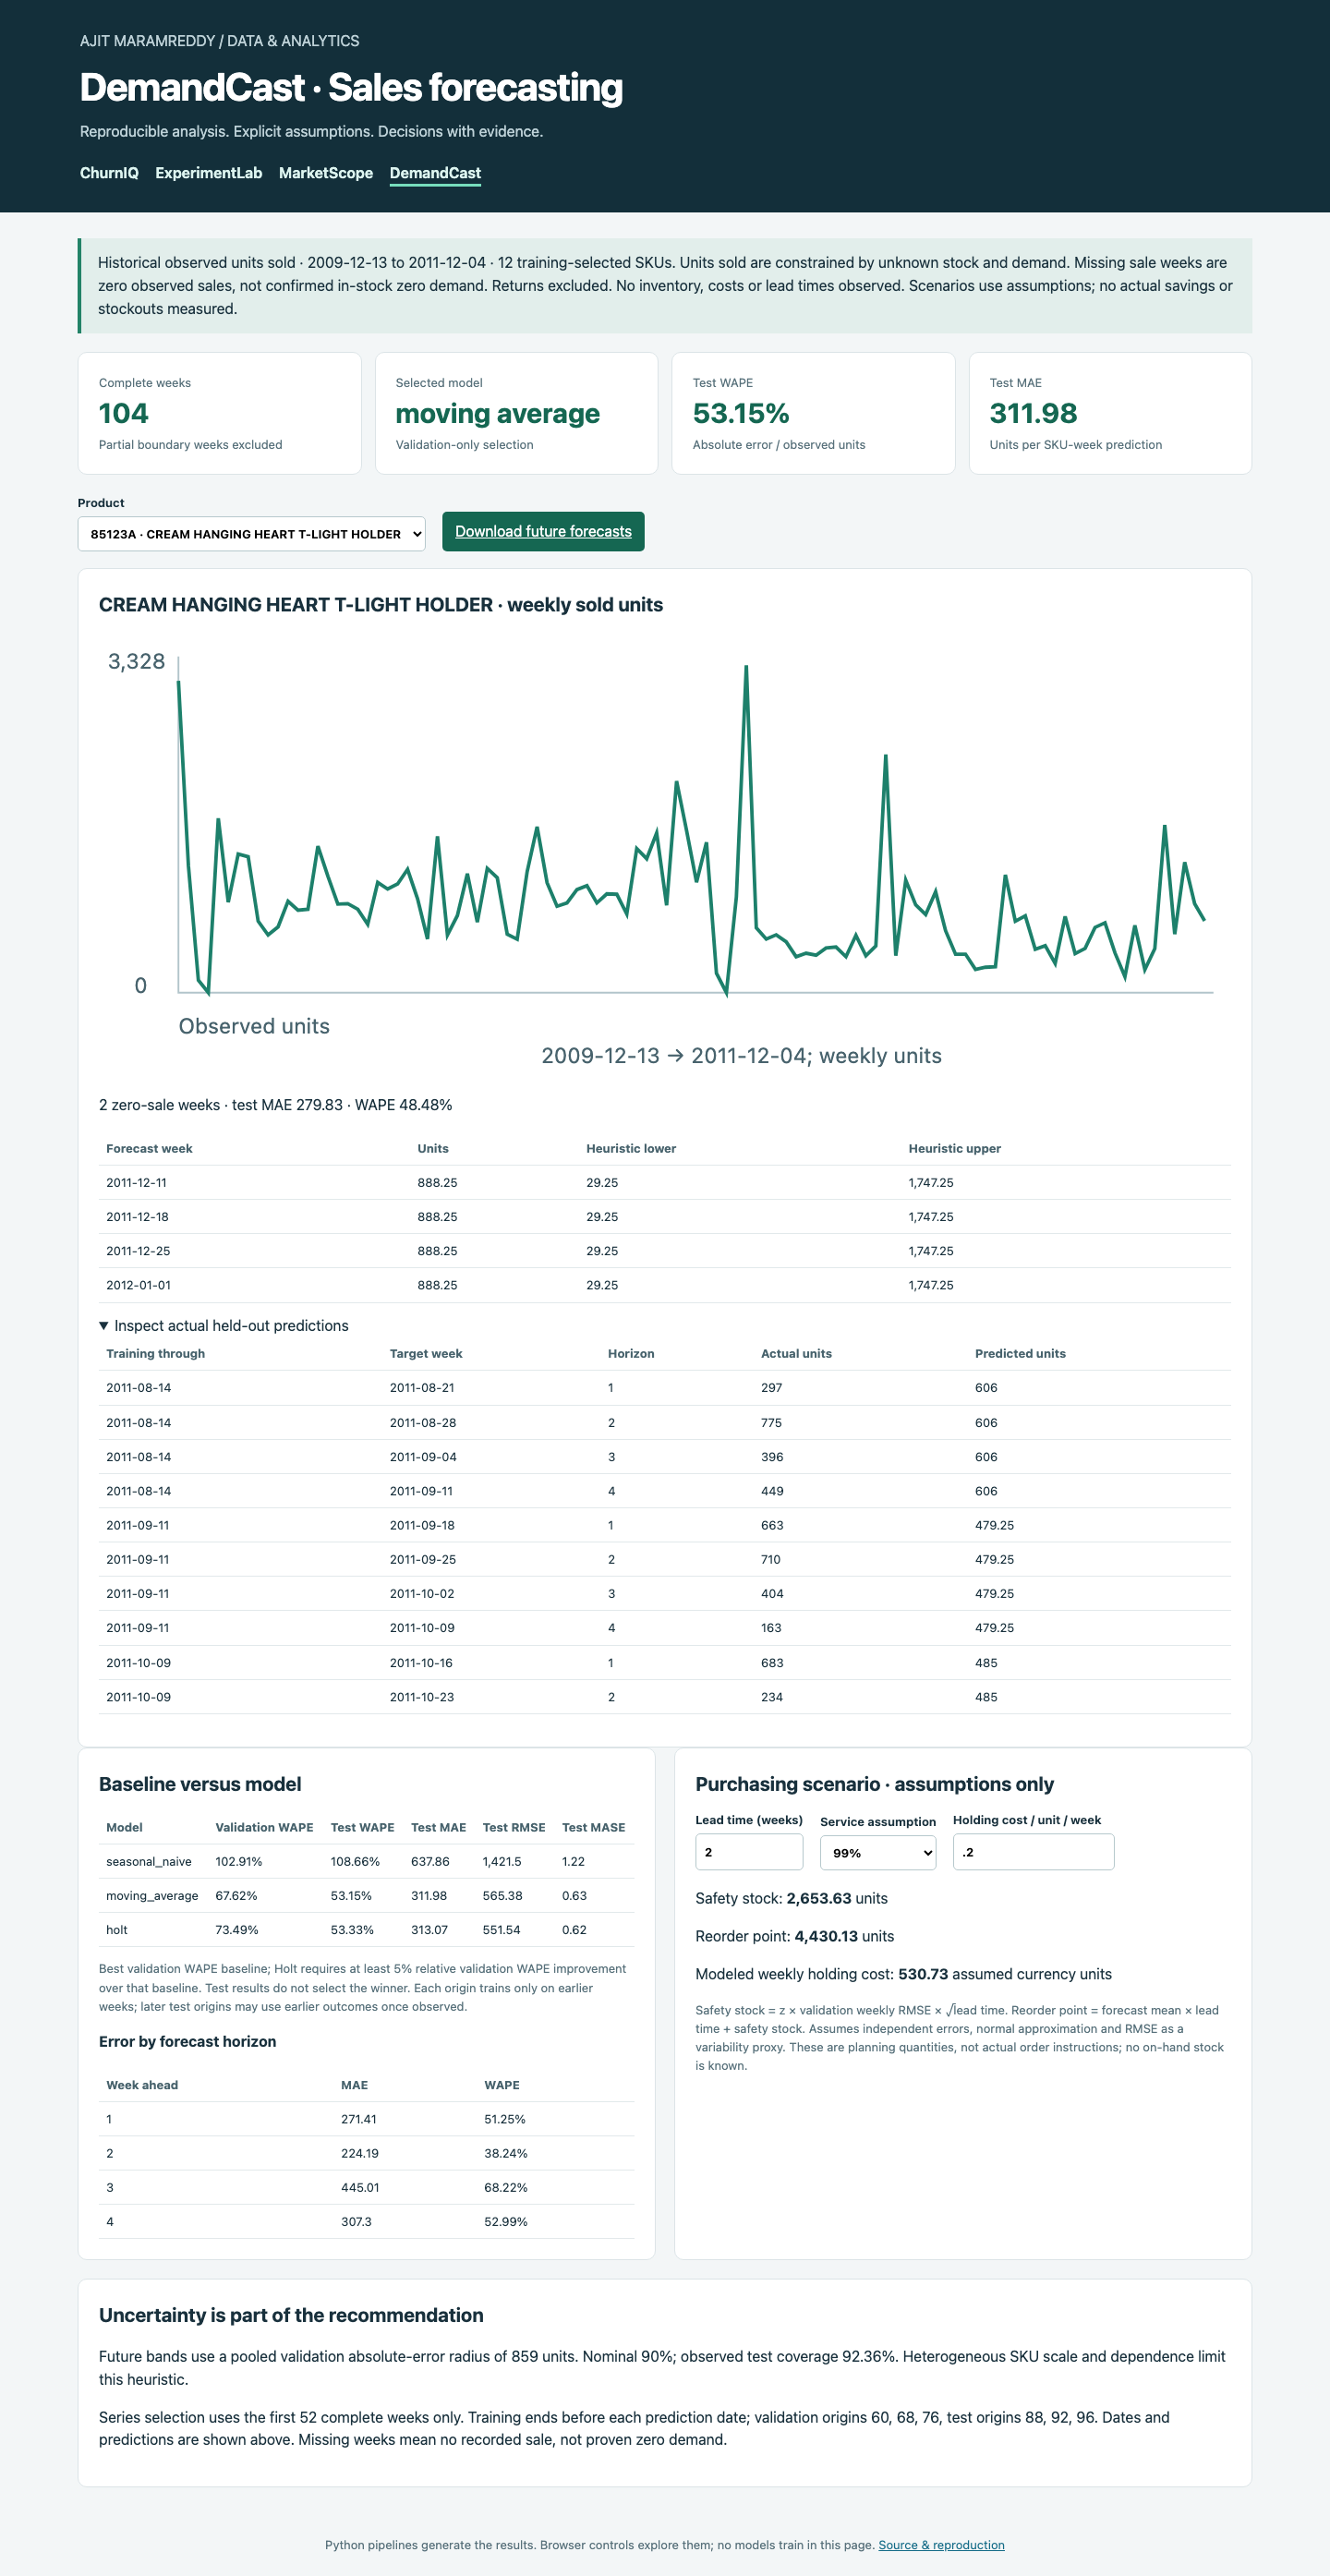 AJIT MARAMREDDY / DATA & ANALYTICS
DemandCast · Sales forecasting
Reproducible analysis. Explicit assumptions. Decisions with evidence.
ChurnIQ ExperimentLab MarketScope DemandCast
Historical observed units sold · 2009-12-13 to 2011-12-04 · 12 training-selected SKUs. Units sold are constrained by unknown stock and demand. Missing sale weeks are
zero observed sales, not confirmed in-stock zero demand. Returns excluded. No inventory, costs or lead times observed. Scenarios use assumptions; no actual savings or
stockouts measured.
Complete weeks
104
Partial boundary weeks excluded
Selected model
moving average
Validation-only selection
Test WAPE
53.15%
Absolute error / observed units
Test MAE
311.98
Units per SKU-week prediction
Product
85123A · CREAM HANGING HEART T-LIGHT HOLDER
Download future forecasts
CREAM HANGING HEART T-LIGHT HOLDER · weekly sold units
3,328
0
Observed units
2009-12-13 → 2011-12-04; weekly units
2 zero-sale weeks · test MAE 279.83 · WAPE 48.48%
Forecast week Units Heuristic lower Heuristic upper
2011-12-11 888.25 29.25 1,747.25
2011-12-18 888.25 29.25 1,747.25
2011-12-25 888.25 29.25 1,747.25
2012-01-01 888.25 29.25 1,747.25
▼ Inspect actual held-out predictions
Training through Target week Horizon Actual units Predicted units
2011-08-14 2011-08-21 1 297 606
2011-08-14 2011-08-28 2 775 606
2011-08-14 2011-09-04 3 396 606
2011-08-14 2011-09-11 4 449 606
2011-09-11 2011-09-18 1 663 479.25
2011-09-11 2011-09-25 2 710 479.25
2011-09-11 2011-10-02 3 404 479.25
2011-09-11 2011-10-09 4 163 479.25
2011-10-09 2011-10-16 1 683 485
2011-10-09 2011-10-23 2 234 485
Baseline versus model
Model Validation WAPE Test WAPE Test MAE Test RMSE Test MASE
seasonal_naive 102.91% 108.66% 637.86 1,421.5 1.22
moving_average 67.62% 53.15% 311.98 565.38 0.63
holt 73.49% 53.33% 313.07 551.54 0.62
Best validation WAPE baseline; Holt requires at least 5% relative validation WAPE improvement
over that baseline. Test results do not select the winner. Each origin trains only on earlier
weeks; later test origins may use earlier outcomes once observed.
Error by forecast horizon
Week ahead MAE WAPE
1 271.41 51.25%
2 224.19 38.24%
3 445.01 68.22%
4 307.3 52.99%
Purchasing scenario · assumptions only
Lead time (weeks) Service assumption Holding cost / unit / week
2 99% .2
Safety stock: 2,653.63 units
Reorder point: 4,430.13 units
Modeled weekly holding cost: 530.73 assumed currency units
Safety stock = z × validation weekly RMSE × √lead time. Reorder point = forecast mean × lead
time + safety stock. Assumes independent errors, normal approximation and RMSE as a
variability proxy. These are planning quantities, not actual order instructions; no on-hand stock
is known.
Uncertainty is part of the recommendation
Future bands use a pooled validation absolute-error radius of 859 units. Nominal 90%; observed test coverage 92.36%. Heterogeneous SKU scale and dependence limit
this heuristic.
Series selection uses the first 52 complete weeks only. Training ends before each prediction date; validation origins 60, 68, 76, test origins 88, 92, 96. Dates and
predictions are shown above. Missing weeks mean no recorded sale, not proven zero demand.
Python pipelines generate the results. Browser controls explore them; no models train in this page. Source & reproduction